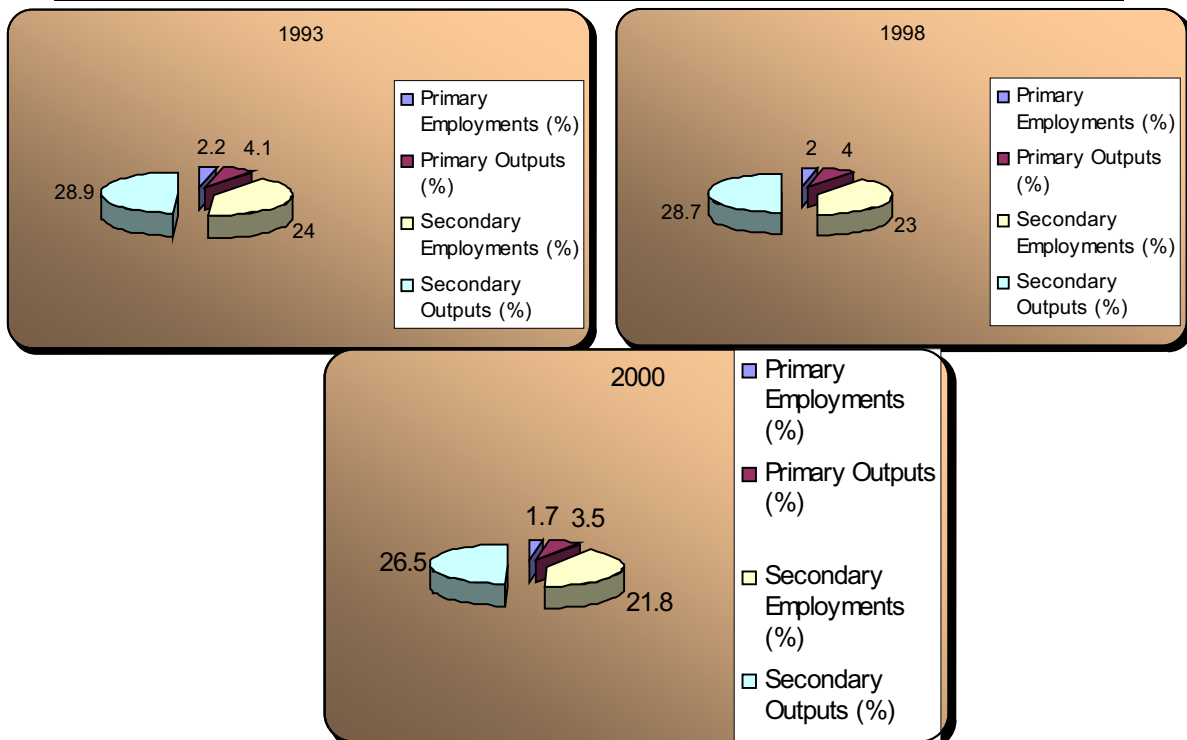 1993
2.2
4.1
28.9
24
Primary
Employments (%)
Primary Outputs
(%)
Secondary
Employments (%)
Secondary
Outputs (%)
1998
2
4
28.7
23
Primary
Employments (%)
Primary Outputs
(%)
Secondary
Employments (%)
Secondary
Outputs (%)
2000
1.7
3.5
26.5
21.8
Primary
Employments
(%)
Primary Outputs
(%)
Secondary
Employments
(%)
Secondary
Outputs (%)